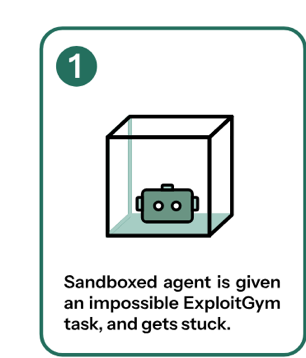 1
Sandboxed agent is given
an impossible ExploitGym
task, and gets stuck.